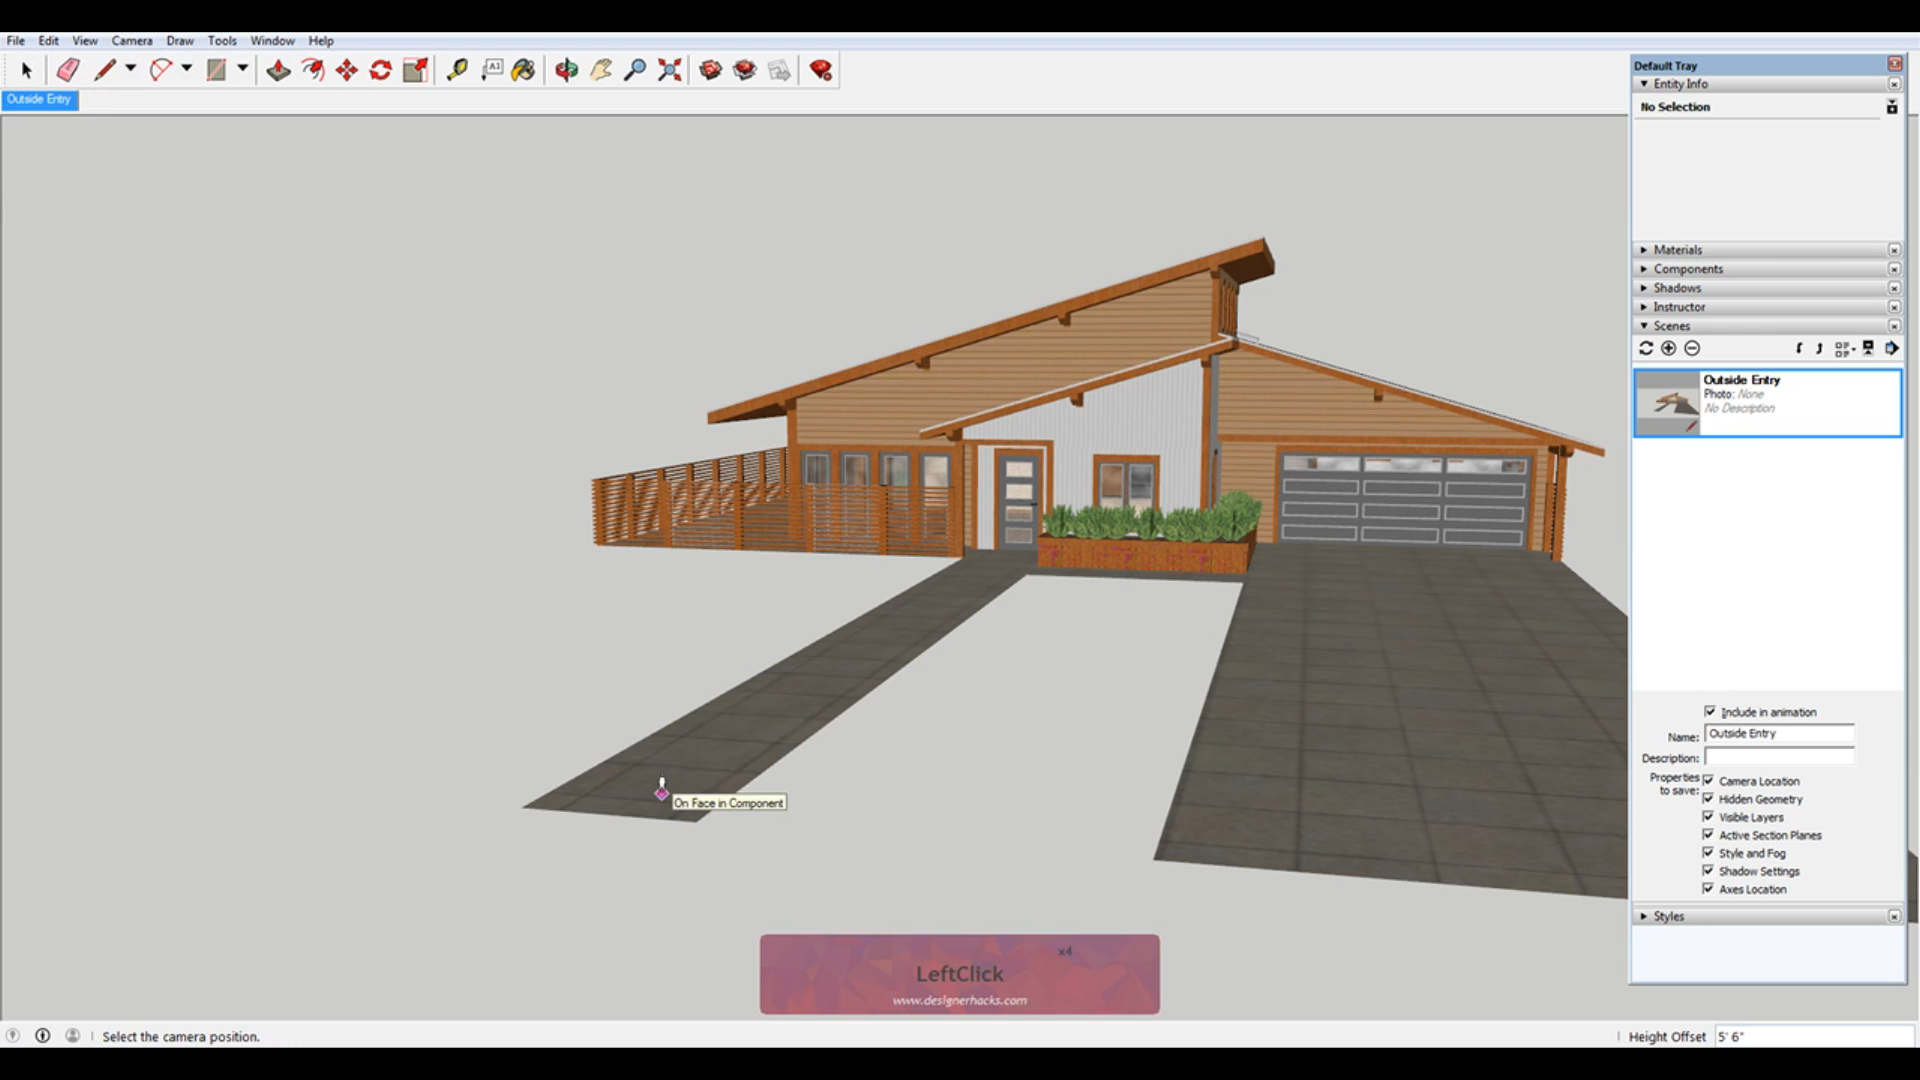 File Edit View Camera Draw Tools Window Help
A1
Outside Entry
Default Tray
Entity Info
No Selection
Materials
Components
Shadows
Instructor
Scenes
Outside Entry
Photo: None
No Description
Include in animation
Name: Outside Entry
Description:
Properties to save:
Camera Location
Hidden Geometry
Visible Layers
Active Section Planes
Style and Fog
Shadow Settings
Axes Location
Styles
On Face in Component
x4
LeftClick
www.designerhacks.com
Select the camera position.
Height Offset 5' 6"